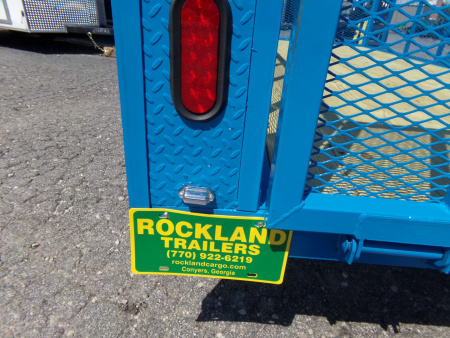 ROCKLAND
TRAILERS
(770) 922-6219
rocklandcargo.com
Conyers, Georgia